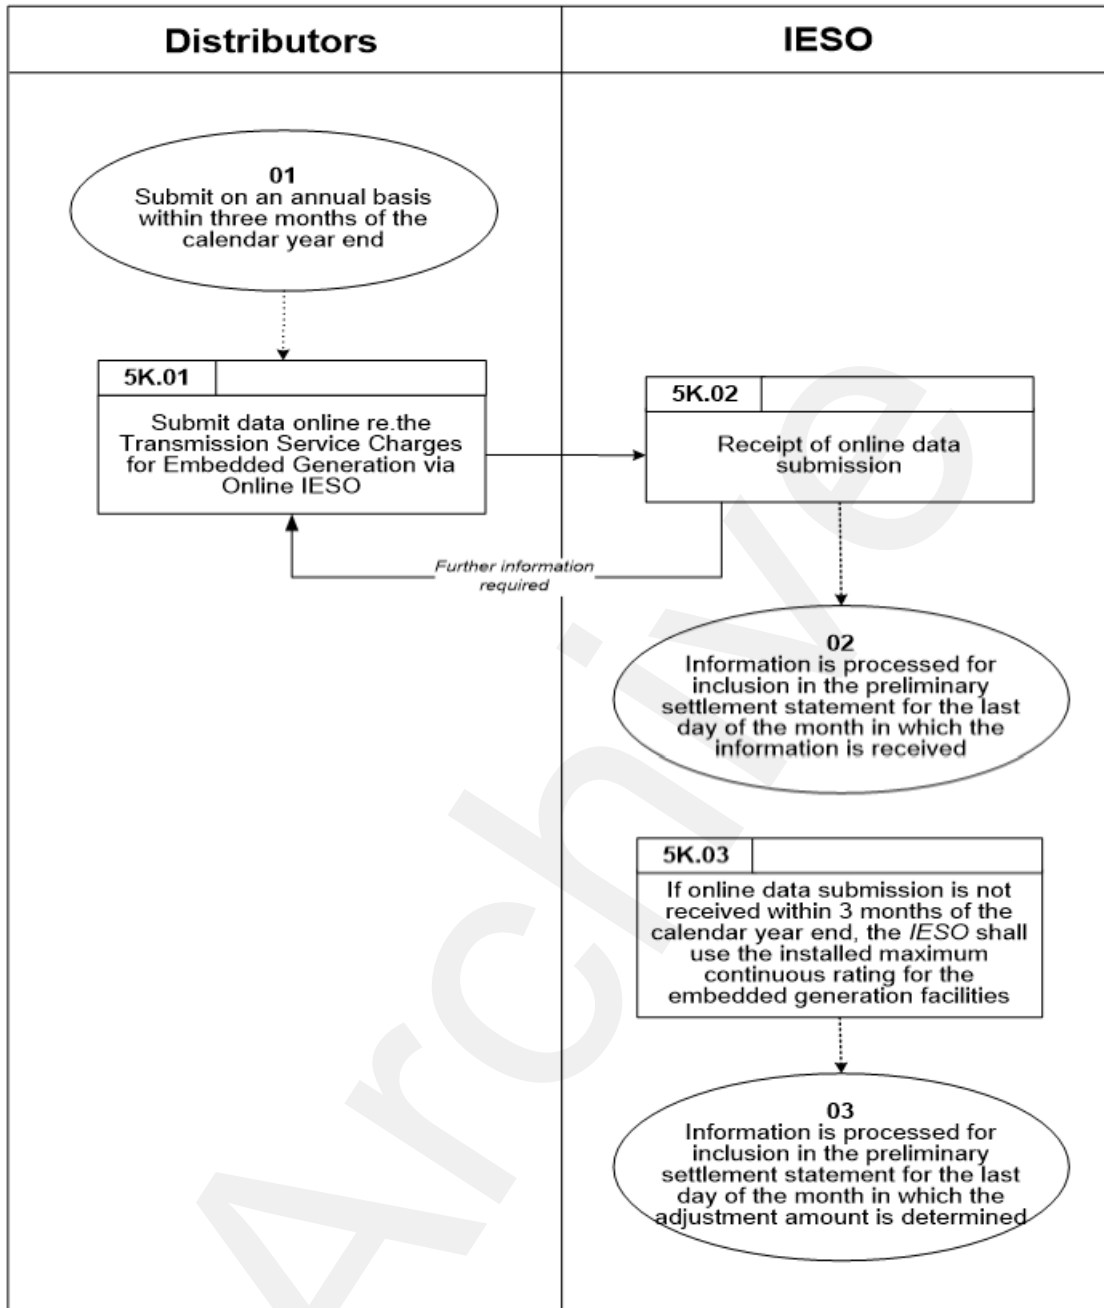 Distributors
IESO
01
Submit on an annual basis
within three months of the
calendar year end
5K.01
Submit data online re.the
Transmission Service Charges
for Embedded Generation via
Online IESO
5K.02
Receipt of online data
submission
Further information
required
02
Information is processed for
inclusion in the preliminary
settlement statement for the last
day of the month in which the
information is received
5K.03
If online data submission is not
received within 3 months of the
calendar year end, the IESO shall
use the installed maximum
continuous rating for the
embedded generation facilities
03
Information is processed for
inclusion in the preliminary
settlement statement for the last
day of the month in which the
adjustment amount is determined
Archive